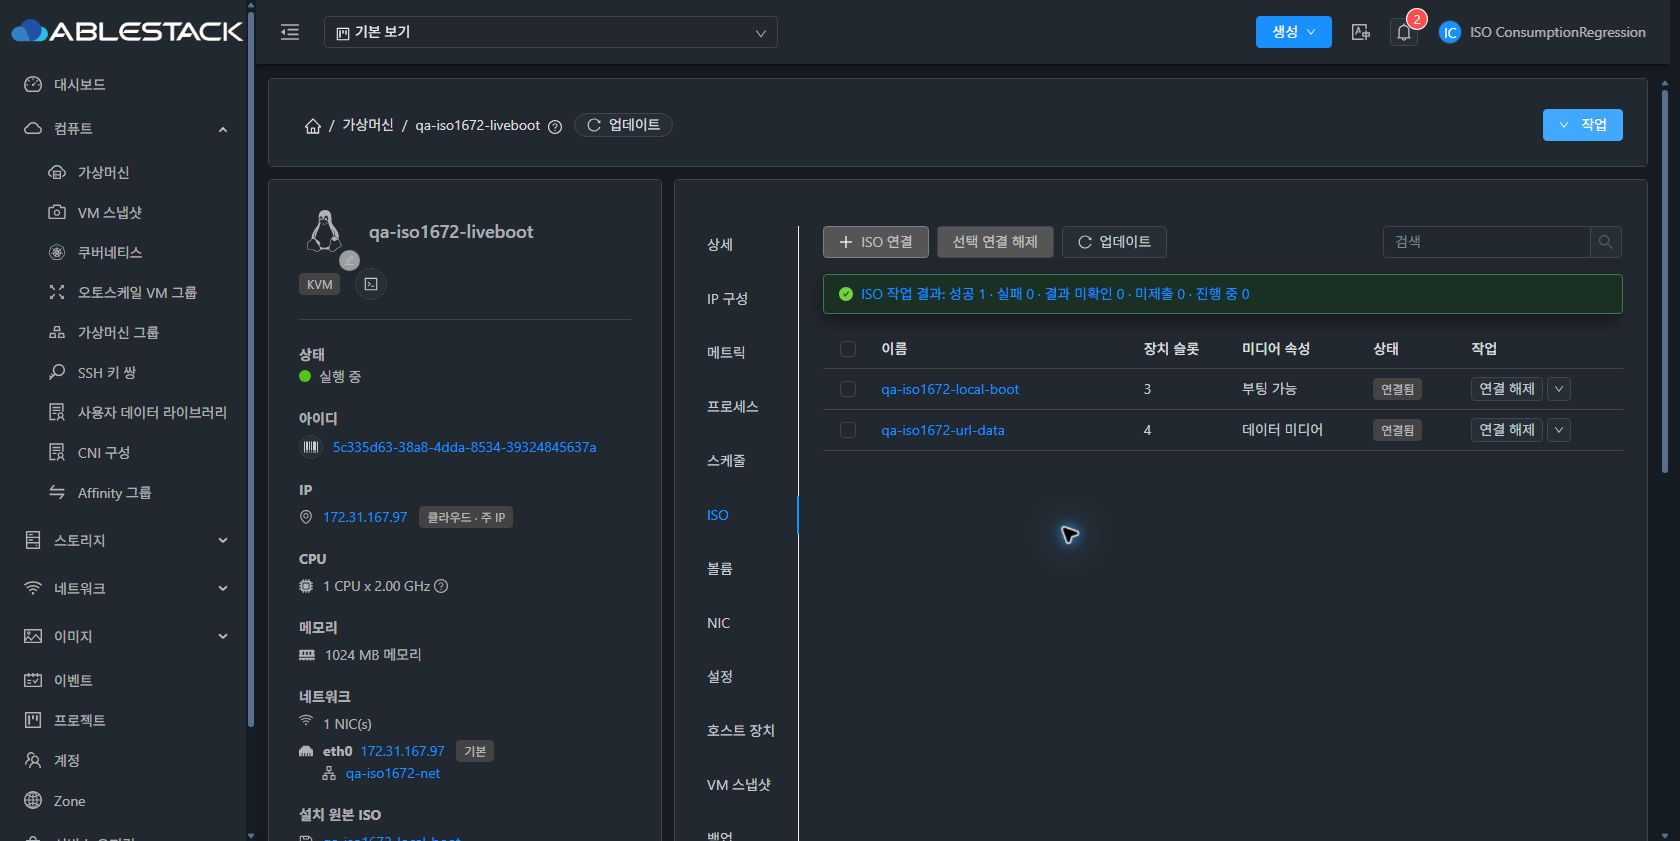 ABLESTACK
기본 보기
생성
2
IC
ISO ConsumptionRegression
대시보드
컴퓨트
가상머신
VM 스냅샷
쿠버네티스
오토스케일 VM 그룹
가상머신 그룹
SSH 키 쌍
사용자 데이터 라이브러리
CNI 구성
Affinity 그룹
스토리지
네트워크
이미지
이벤트
프로젝트
계정
Zone
/ 가상머신 / qa-iso1672-liveboot
업데이트
작업
qa-iso1672-liveboot
KVM
상태
실행 중
아이디
5c335d63-38a8-4dda-8534-39324845637a
IP
172.31.167.97 클라우드 · 주 IP
CPU
1 CPU x 2.00 GHz
메모리
1024 MB 메모리
네트워크
1 NIC(s)
eth0 172.31.167.97 기본
qa-iso1672-net
설치 원본 ISO
qa-iso1672-local-boot
상세
IP 구성
메트릭
프로세스
스케줄
ISO
볼륨
NIC
설정
호스트 장치
VM 스냅샷
백업
ISO 연결
선택 연결 해제
업데이트
검색
ISO 작업 결과: 성공 1 · 실패 0 · 결과 미확인 0 · 미제출 0 · 진행 중 0
이름 장치 슬롯 미디어 속성 상태 작업
qa-iso1672-local-boot 3 부팅 가능 연결됨 연결 해제
qa-iso1672-url-data 4 데이터 미디어 연결됨 연결 해제